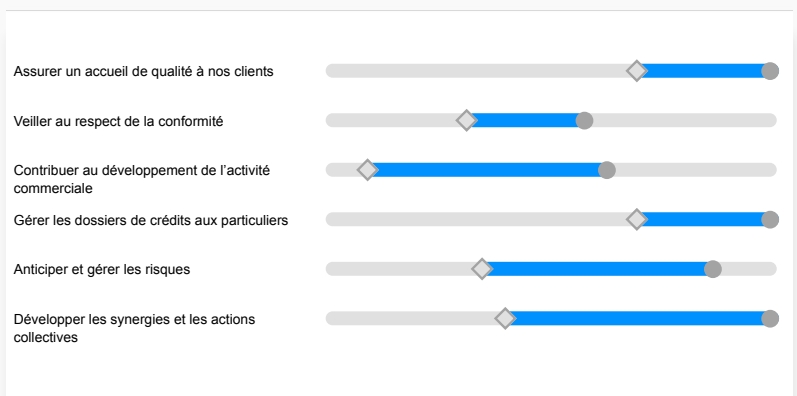 Assurer un accueil de qualité à nos clients
Veiller au respect de la conformité
Contribuer au développement de l’activité
commerciale
Gérer les dossiers de crédits aux particuliers
Anticiper et gérer les risques
Développer les synergies et les actions
collectives